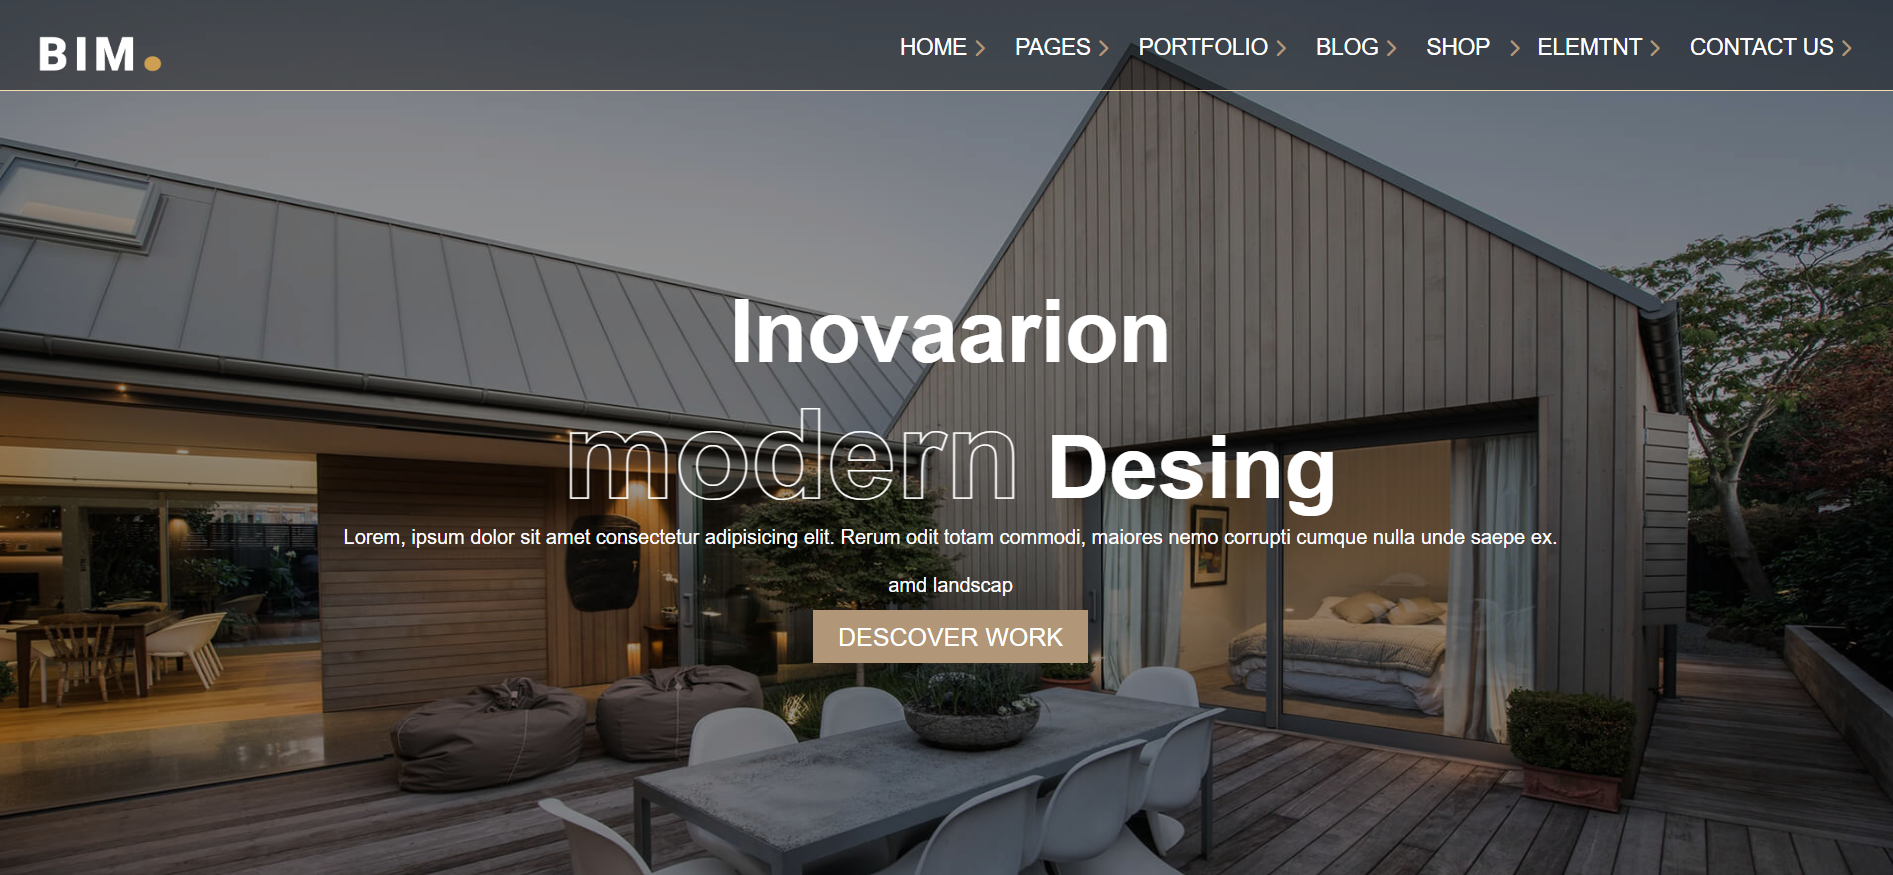 BIM.
HOME PAGES PORTFOLIO BLOG SHOP ELEMTNT CONTACT US
Inovaarion
modern Desing
Lorem, ipsum dolor sit amet consectetur adipisicing elit. Rerum odit totam commodi, maiores nemo corrupti cumque nulla unde saepe ex.
amd landscap
DESCOVER WORK